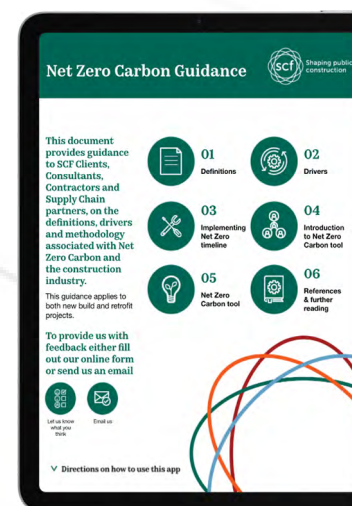 Net Zero Carbon Guidance
scf
Shaping public
construction
This document
provides guidance
to SCF Clients,
Consultants,
Contractors and
Supply Chain
partners, on the
definitions, drivers
and methodology
associated with Net
Zero Carbon and
the construction
industry.
This guidance applies to
both new build and retrofit
projects.
To provide us with
feedback either fill
out our online form
or send us an email
Let us know
what you
think
Email us
01
Definitions
02
Drivers
03
Implementing
Net Zero
timeline
04
Introduction
to Net Zero
Carbon tool
05
Net Zero
Carbon tool
06
References
& further
reading
Directions on how to use this app